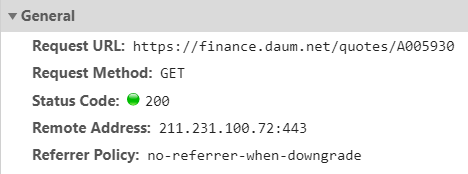 General
Request URL: https://finance.daum.net/quotes/A005930
Request Method: GET
Status Code: 200
Remote Address: 211.231.100.72:443
Referrer Policy: no-referrer-when-downgrade